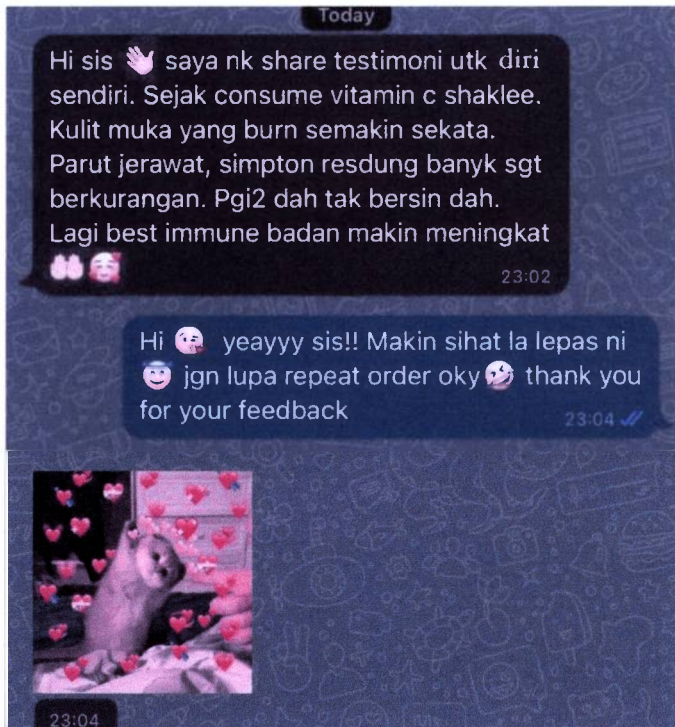 Today
Hi sis 👋 saya nk share testimoni utk diri
sendiri. Sejak consume vitamin c shaklee.
Kulit muka yang burn semakin sekata.
Parut jerawat, simpton resdung banyk sgt
berkurangan. Pgi2 dah tak bersin dah.
Lagi best immune badan makin meningkat
🤲🥰
23:02
Hi 😘 yeayyy sis!! Makin sihat la lepas ni
😇 jgn lupa repeat order oky🤣 thank you
for your feedback
23:04
23:04